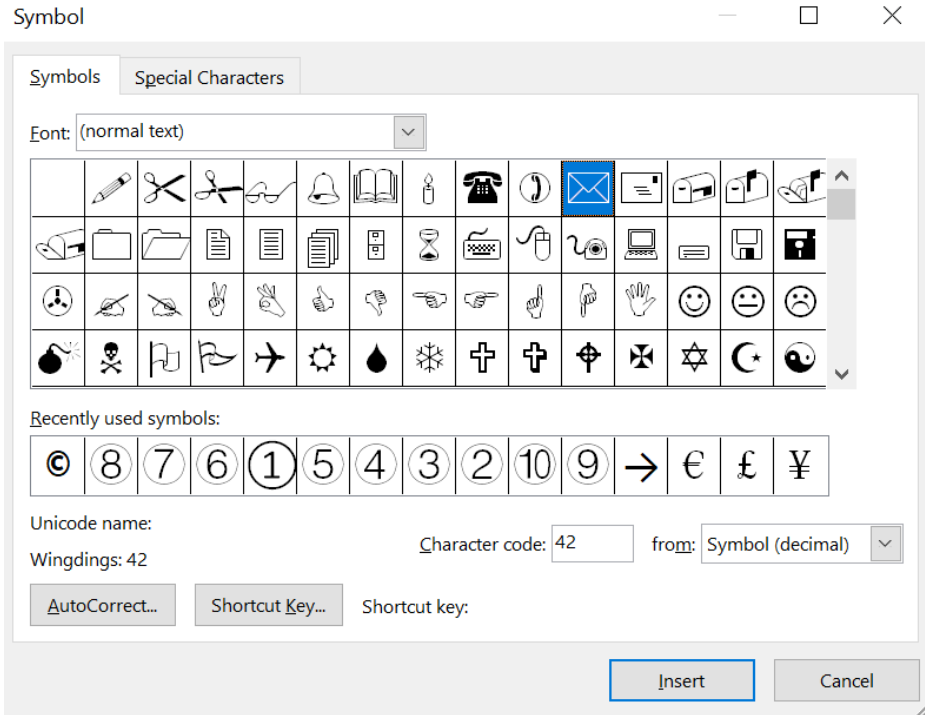 Symbol
Symbols Special Characters
Font: (normal text)
Recently used symbols:
© ⑧ ⑦ ⑥ ① ⑤ ④ ③ ② ⑩ ⑨ → € £ ¥
Unicode name:
Wingdings: 42
Character code: 42 from: Symbol (decimal)
AutoCorrect... Shortcut Key... Shortcut key:
Insert Cancel